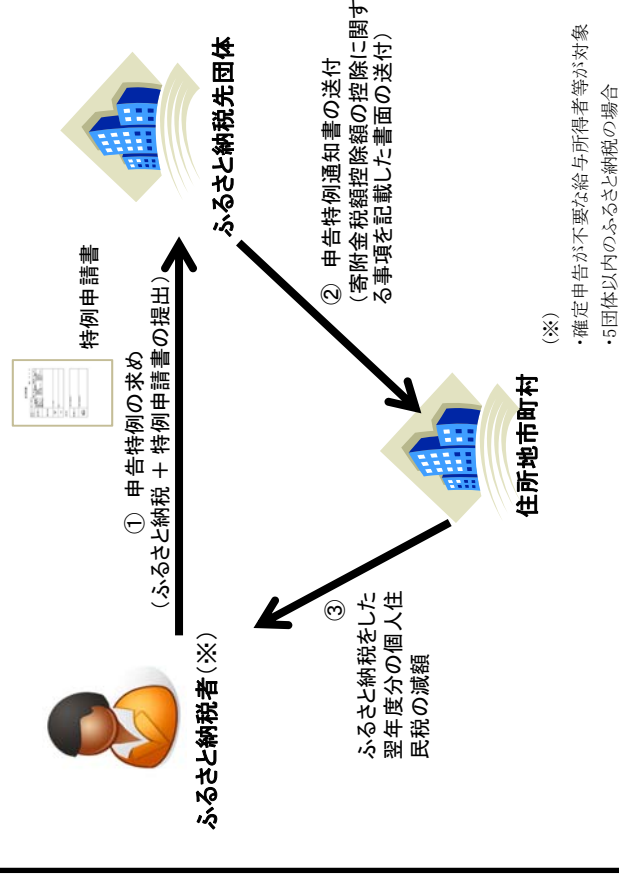 特例申請書
① 申告特例の求め
(ふるさと納税 ＋ 特例申請書の提出)
ふるさと納税者(※)
ふるさと納税先団体
② 申告特例通知書の送付
(寄附金税額控除額の控除に関す
る事項を記載した書面の送付)
③
ふるさと納税をした
翌年度分の個人住
民税の減額
住所地市町村
(※)
・確定申告が不要な給与所得者等が対象
・5団体以内のふるさと納税の場合